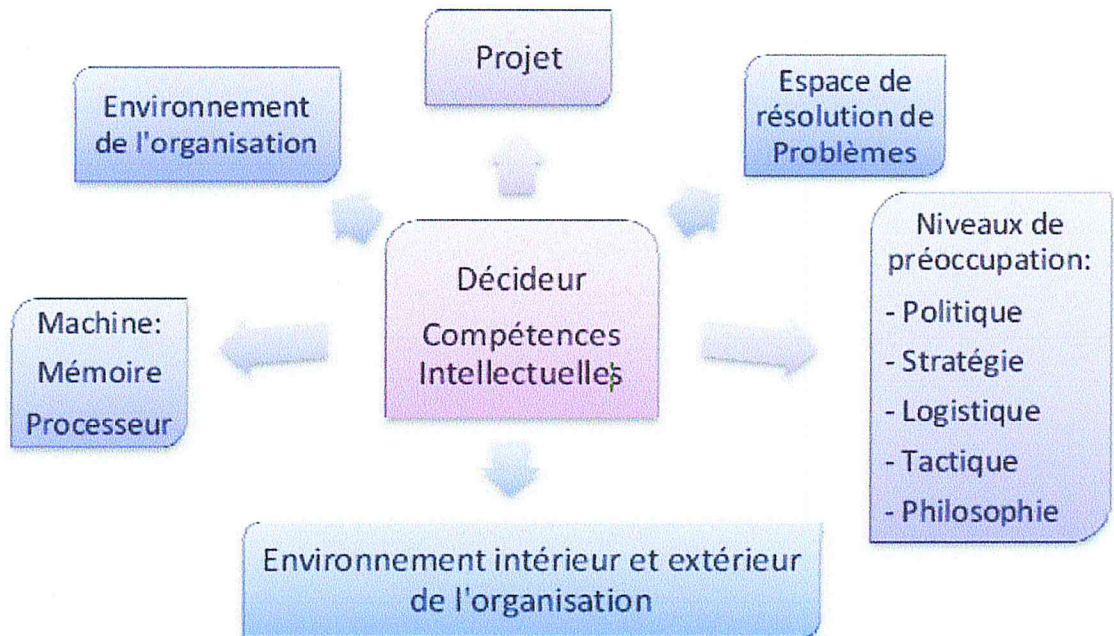 Projet
Environnement
de l'organisation
Espace de
résolution de
Problèmes
Décideur
Compétences
Intellectuelles
Niveaux de
préoccupation:
- Politique
- Stratégie
- Logistique
- Tactique
- Philosophie
Machine:
Mémoire
Processeur
Environnement intérieur et extérieur
de l'organisation